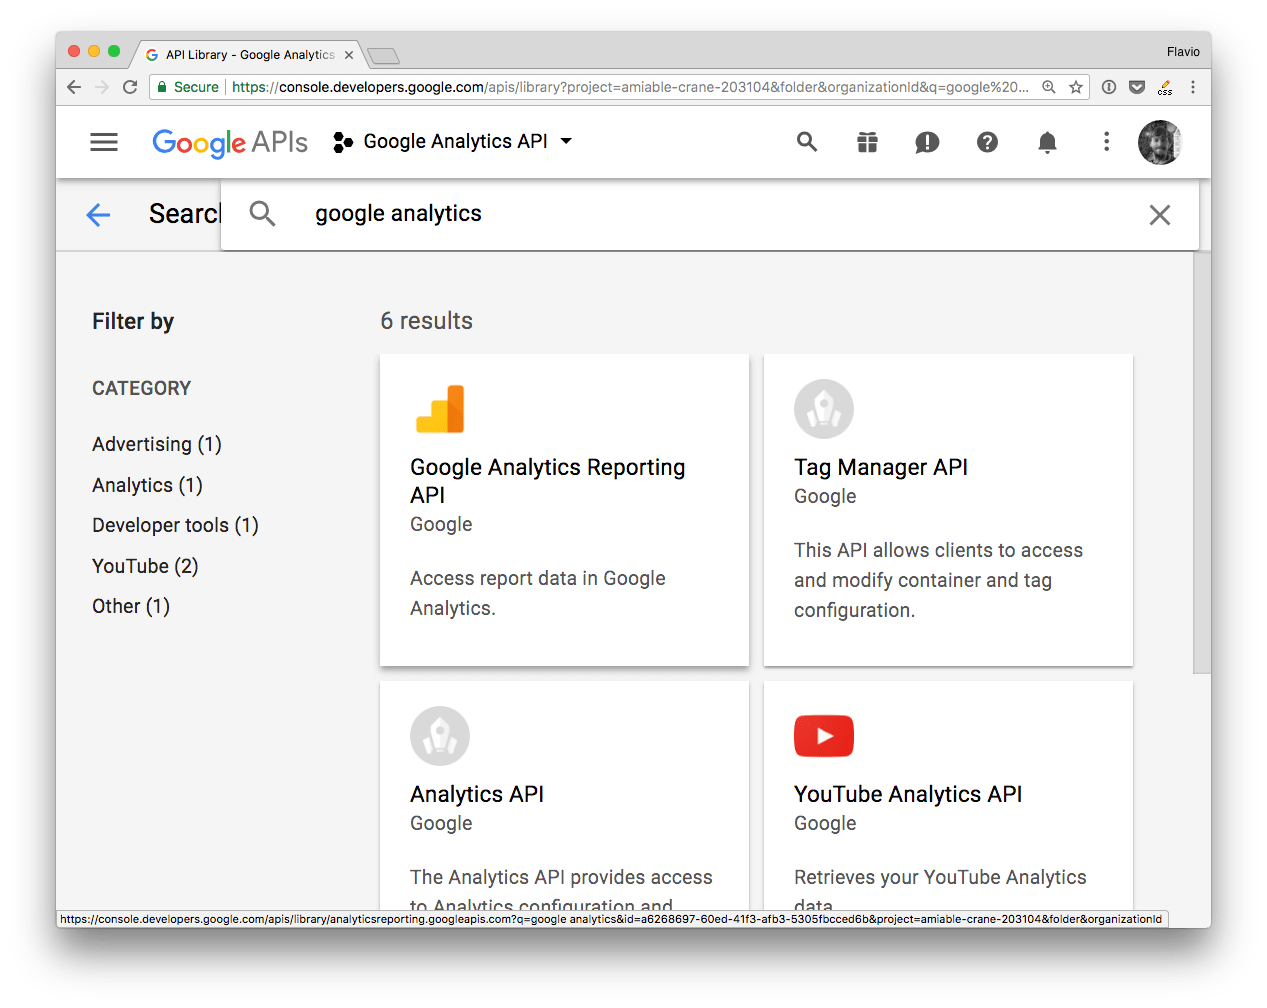 API Library - Google Analytics
Flavio
Secure
https://console.developers.google.com/apis/library?project=amiable-crane-203104&folder&organizationId&q=google%20...
css
Google APIs
Google Analytics API
Search
google analytics
Filter by
6 results
CATEGORY
Advertising (1)
Analytics (1)
Developer tools (1)
YouTube (2)
Other (1)
Google Analytics Reporting
API
Google
Access report data in Google
Analytics.
Tag Manager API
Google
This API allows clients to access
and modify container and tag
configuration.
Analytics API
Google
The Analytics API provides access
to Analytics configuration and
YouTube Analytics API
Google
Retrieves your YouTube Analytics
data.
https://console.developers.google.com/apis/library/analyticsreporting.googleapis.com?q=google analytics&id=a6268697-60ed-41f3-afb3-5305fbcced6b&project=amiable-crane-203104&folder&organizationId